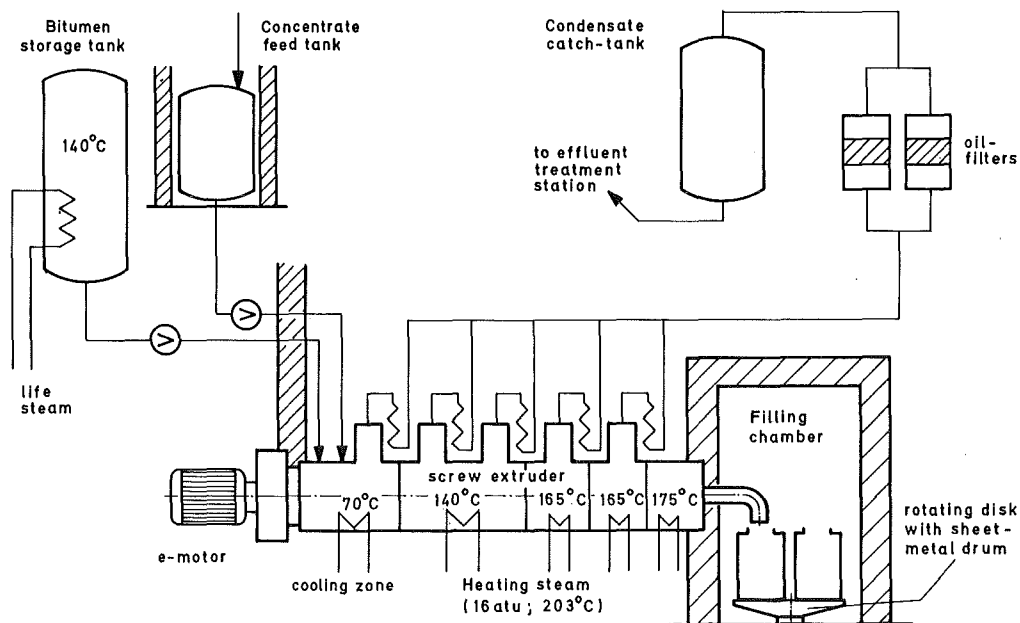 Bitumen
storage tank
Concentrate
feed tank
Condensate
catch-tank
140°C
oil-
filters
to effluent
treatment
station
life
steam
Filling
chamber
screw extruder
70°C
140°C
165°C
165°C
175°C
rotating disk
with sheet-
metal drum
e-motor
cooling zone
Heating steam
(16 atu ; 203°C)